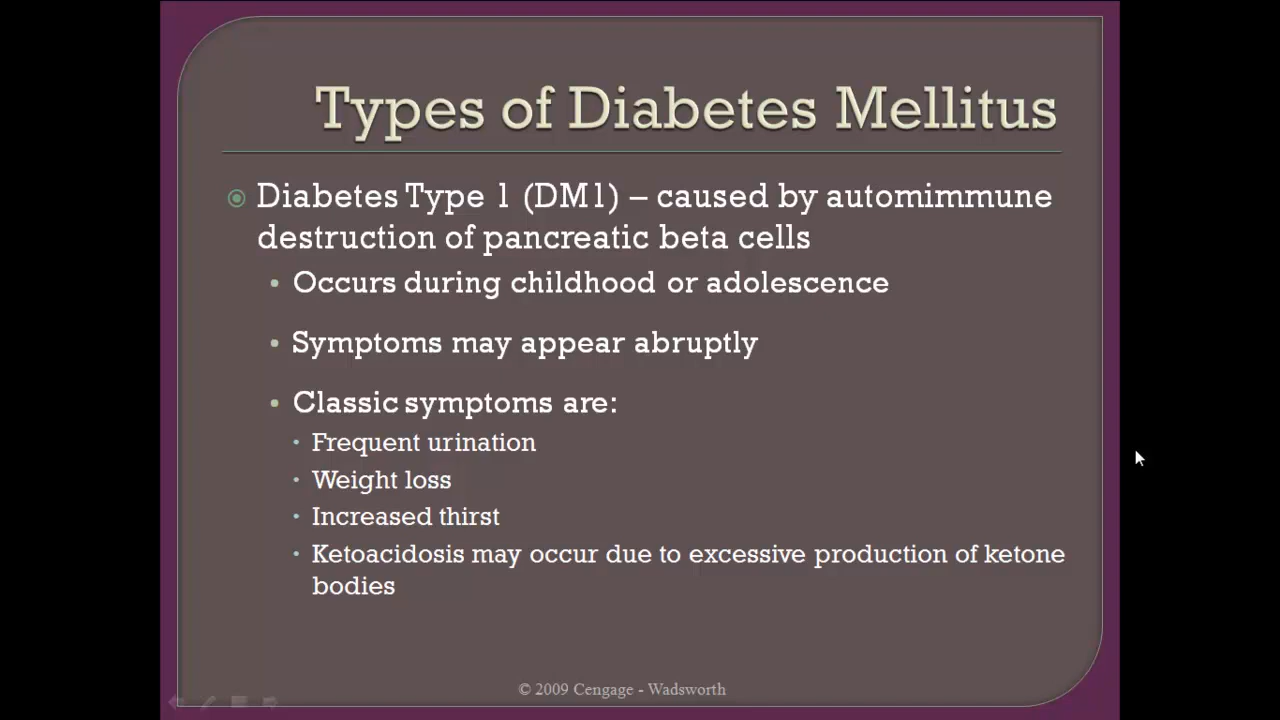 Types of Diabetes Mellitus
Diabetes Type 1 (DM1) – caused by automimmune
destruction of pancreatic beta cells
• Occurs during childhood or adolescence
• Symptoms may appear abruptly
• Classic symptoms are:
• Frequent urination
• Weight loss
• Increased thirst
• Ketoacidosis may occur due to excessive production of ketone
bodies
© 2009 Cengage - Wadsworth